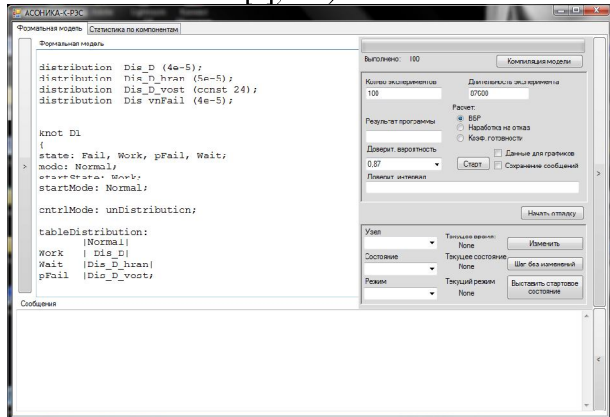 АСОНИКА-К-РЭС
Формальная модель Статистика по компонентам
Формальная модель
distribution Dis_D (4e-5);
distribution Dis_D_hran (5e-5);
distribution Dis_D_vost (const 24);
distribution Dis vnFail (4e-5);
knot D1
{
state: Fail, Work, pFail, Wait;
mode: Normal;
startState: Work;
startMode: Normal;
cntrlMode: unDistribution;
tableDistribution:
|Normal|
Work | Dis_D|
Wait |Dis_D_hran|
pFail |Dis_D_vost;
Выполнено: 100
Компиляция модели
Кол-во экспериментов
100
Длительность эксперимента
87600
Расчет:
ВБР
Наработка на отказ
Коэф. готовности
Результат программы
Доверит. вероятность
0,87
Старт
Данные для графиков
Сохранение сообщений
Доверит. интервал
Начать отладку
Узел
Текущее время:
None
Изменить
Состояние
Текущее состояние
None
Шаг без изменений
Режим
Текущий режим
None
Выставить стартовое
состояние
Сообщения